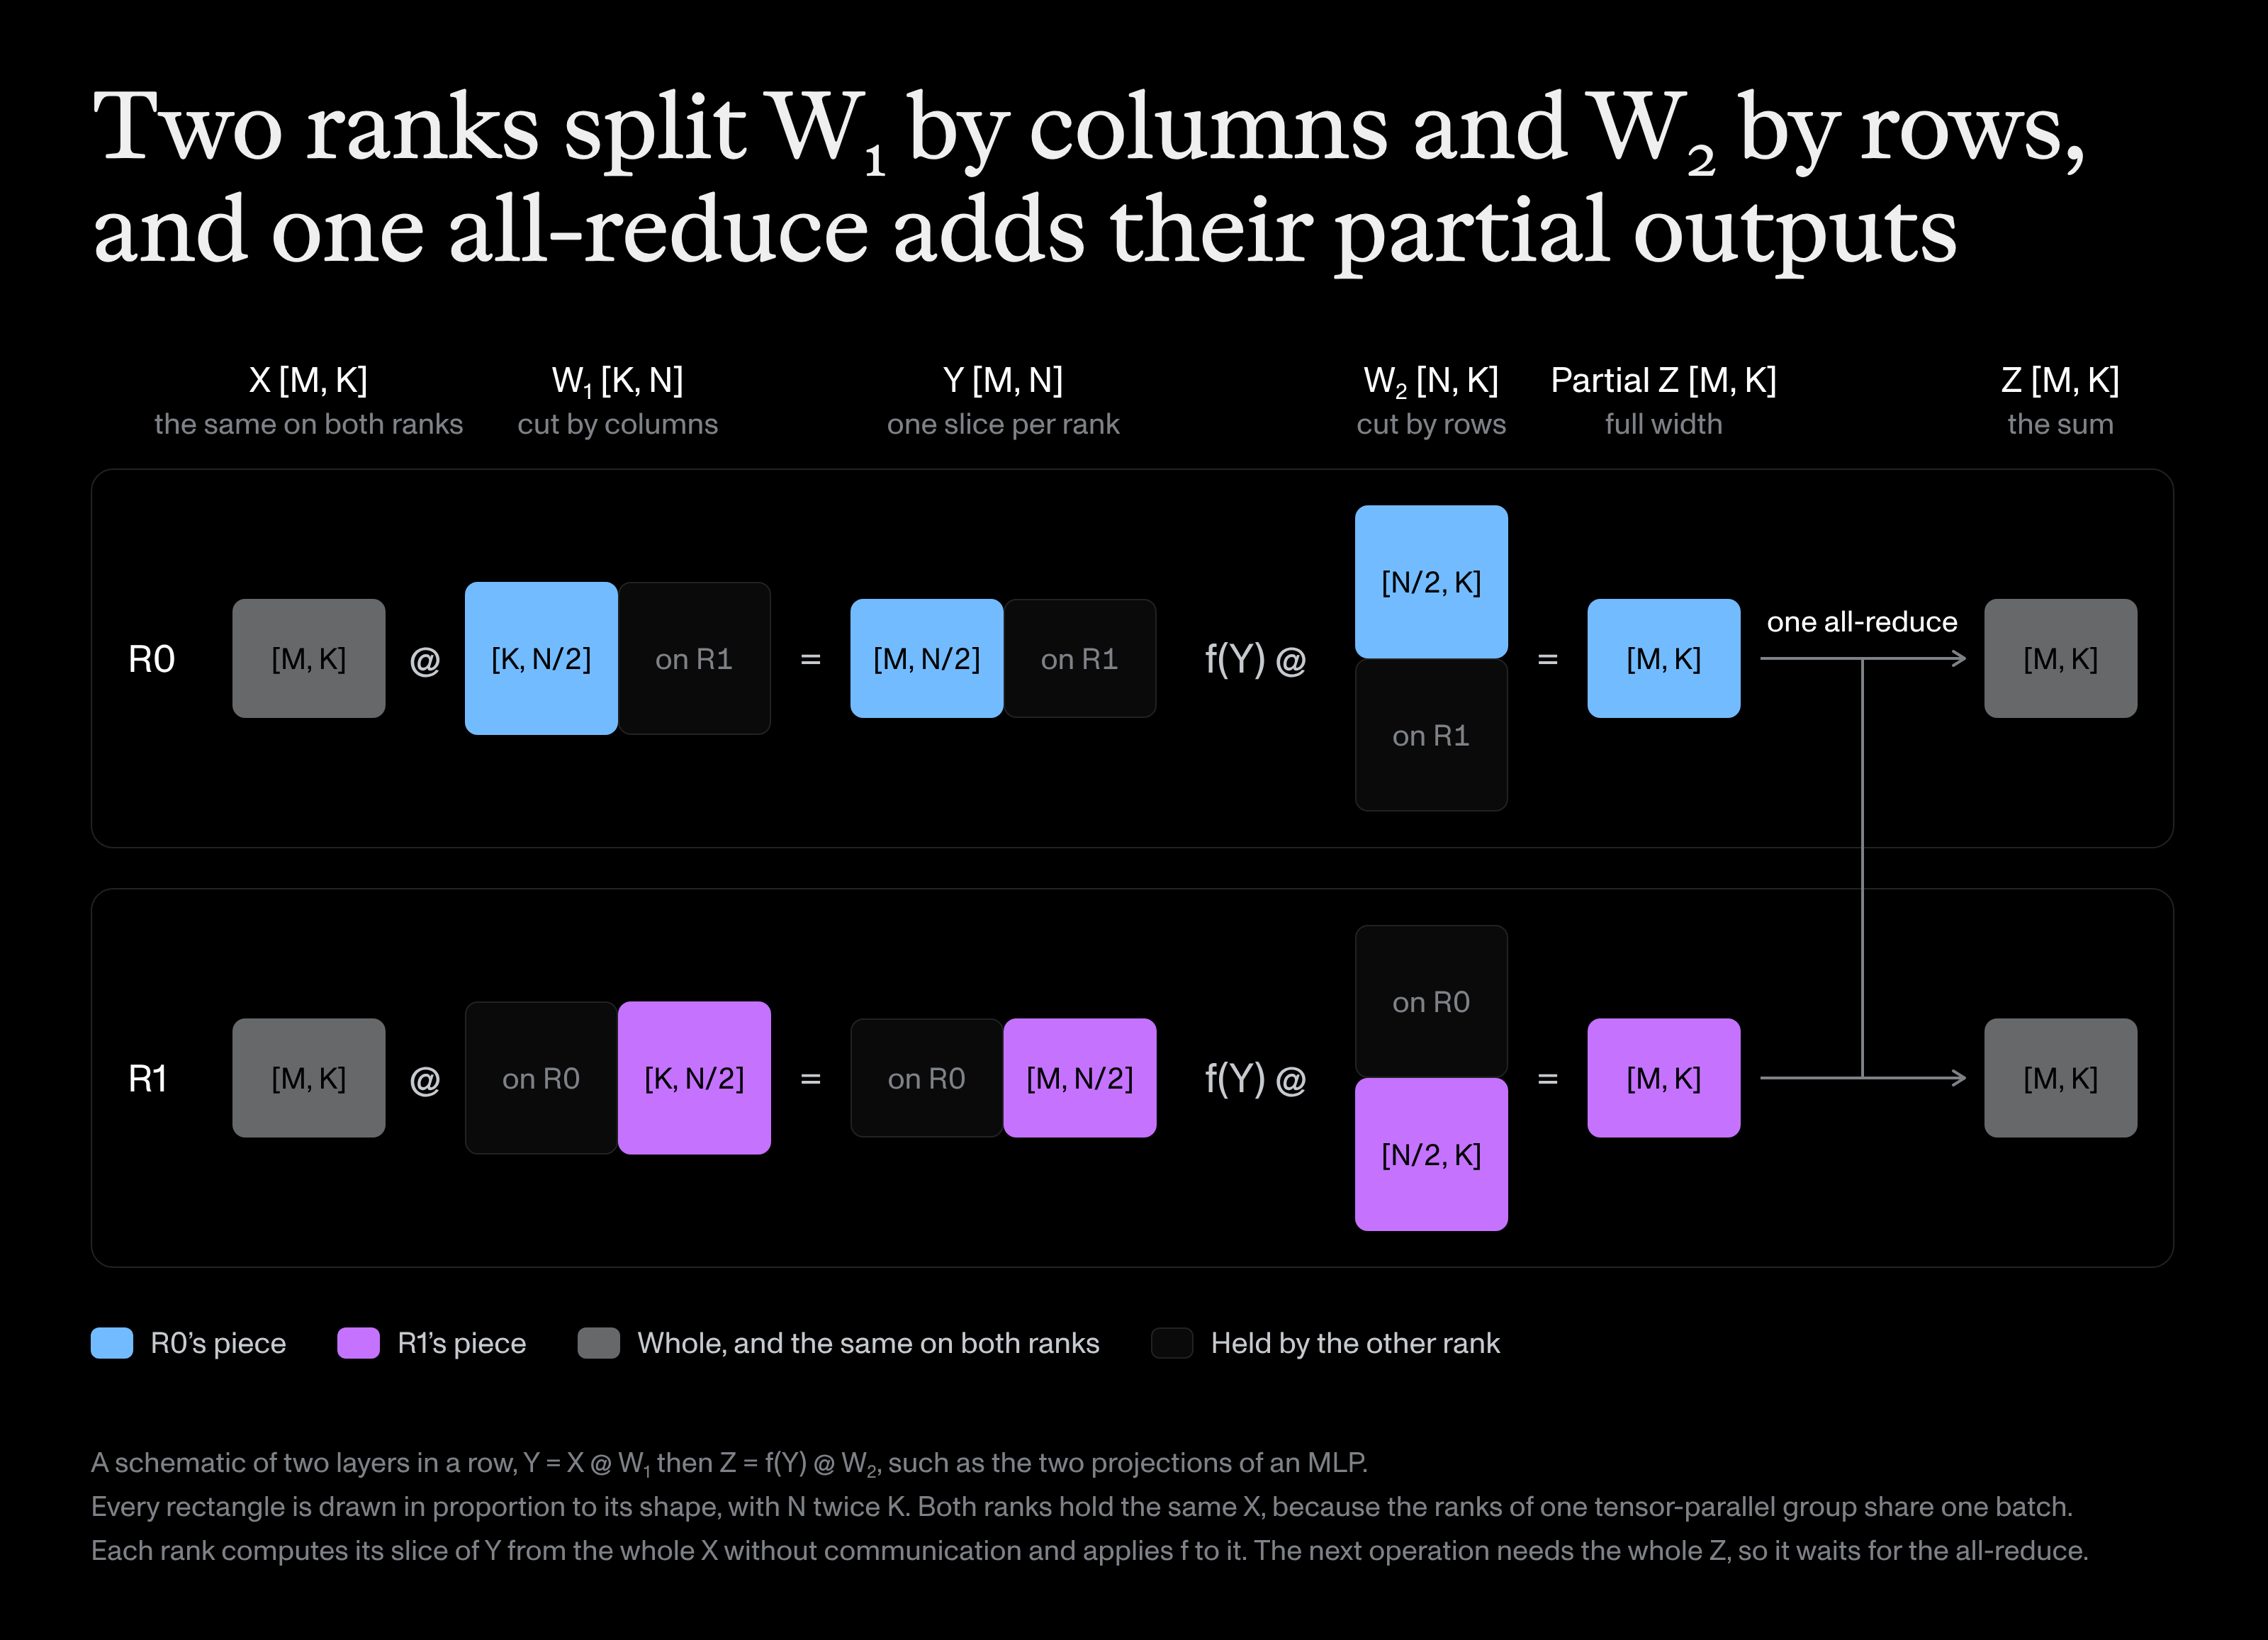 Two ranks split W₁ by columns and W₂ by rows,
and one all-reduce adds their partial outputs
X [M, K] W₁ [K, N] Y [M, N] W₂ [N, K] Partial Z [M, K] Z [M, K]
the same on both ranks cut by columns one slice per rank cut by rows full width the sum
[N/2, K]
one all-reduce
R0 [M, K] @ [K, N/2] on R1 = [M, N/2] on R1 f(Y) @ = [M, K] [M, K]
on R1
on R0
R1 [M, K] @ on R0 [K, N/2] = on R0 [M, N/2] f(Y) @ = [M, K] [M, K]
[N/2, K]
R0’s piece R1’s piece Whole, and the same on both ranks Held by the other rank
A schematic of two layers in a row, Y = X @ W₁ then Z = f(Y) @ W₂, such as the two projections of an MLP.
Every rectangle is drawn in proportion to its shape, with N twice K. Both ranks hold the same X, because the ranks of one tensor-parallel group share one batch.
Each rank computes its slice of Y from the whole X without communication and applies f to it. The next operation needs the whole Z, so it waits for the all-reduce.